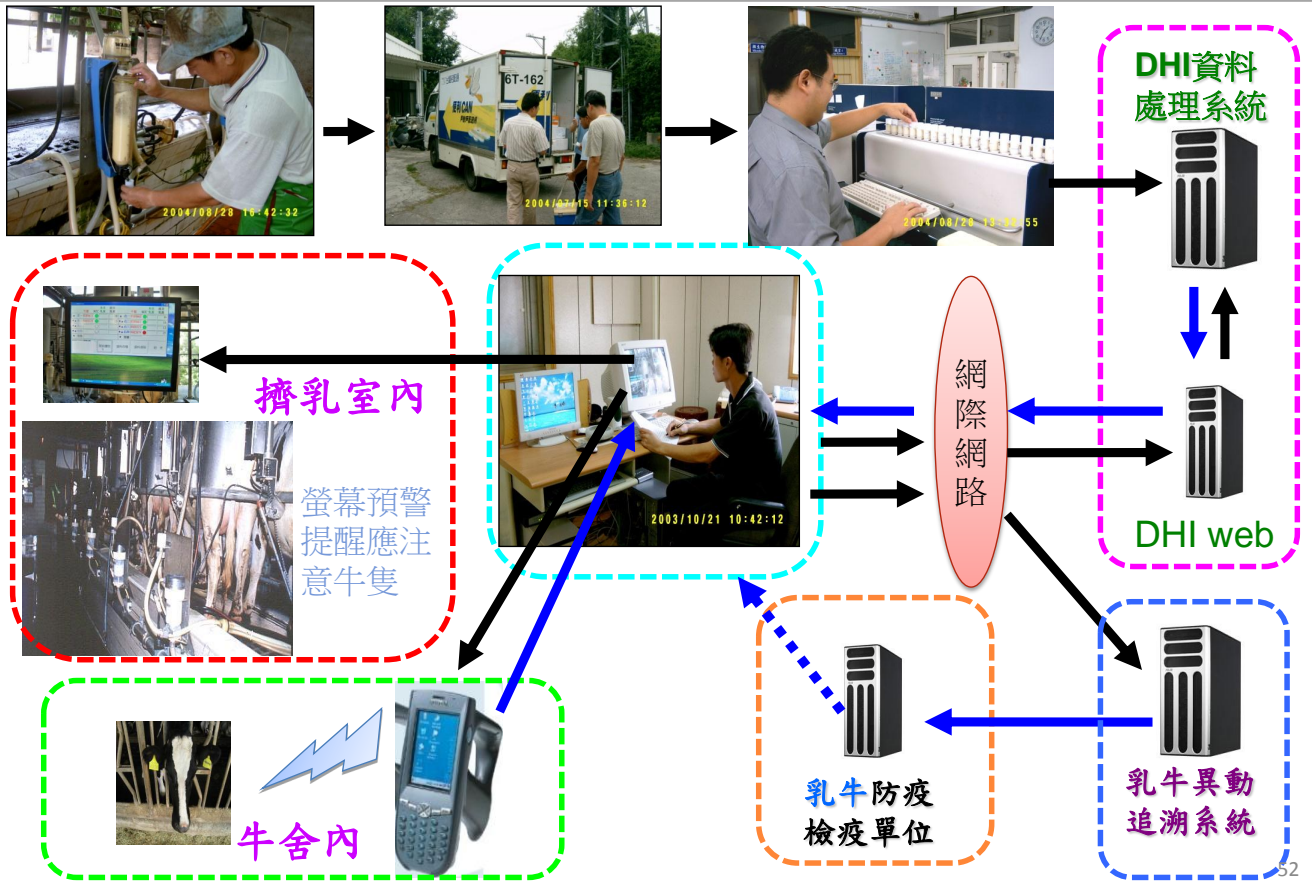 2004/08/28 16:42:32
6T-162
CAN
2004/07/15 11:36:12
DHI資料
處理系統
擠乳室內
螢幕預警
提醒應注
意牛隻
2003/10/21 10:42:12
網
際
網
路
DHI web
牛舍內
乳牛防疫
檢疫單位
乳牛異動
追溯系統
52